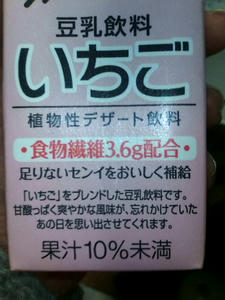 豆乳飲料
いちご
植物性デザート飲料
・食物繊維3.6g配合・
足りないセンイをおいしく補給
「いちご」をブレンドした豆乳飲料です。
甘酸っぱく爽やかな風味が、忘れかけていた
あの日を思い出させてくれます。
果汁10%未満